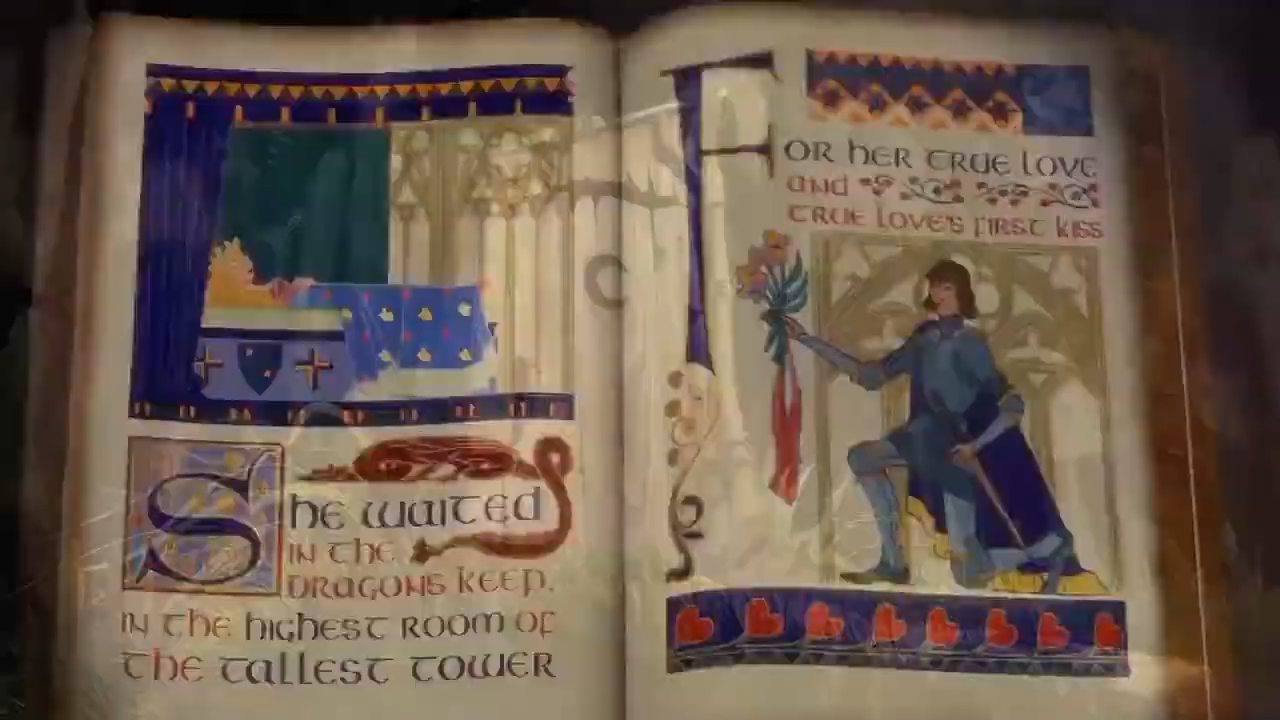 She waited
in the
dragons keep.
in the highest room of
the tallest tower
For her true love
and
true love's first kiss